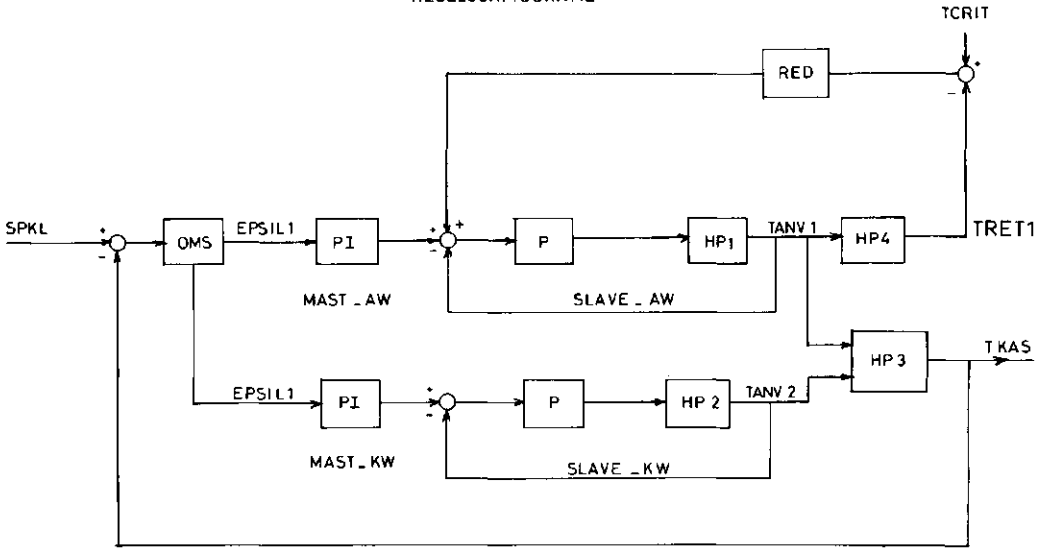 TCRIT
RED
SPKL
OMS
EPSIL1
PI
P
HP1
TANV 1
HP4
TRET1
MAST_AW
SLAVE_AW
HP3
TKAS
EPSIL1
PI
P
HP 2
TANV 2
MAST_KW
SLAVE_KW